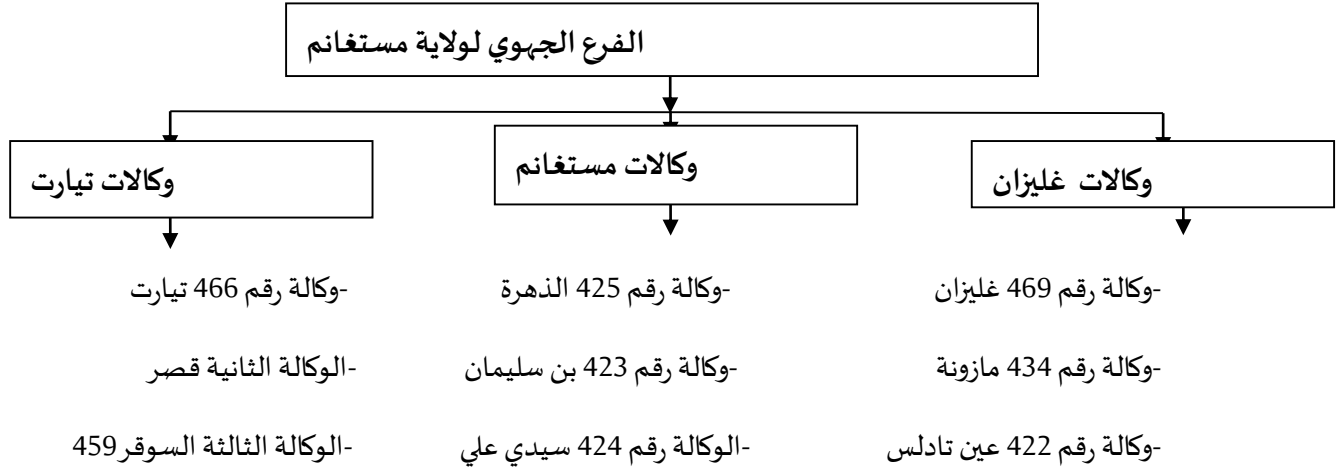 الفرع الجهوي لولاية مستغانم
وكالات غليزان
وكالات مستغانم
وكالات تيارت
-وكالة رقم 469 غليزان
-وكالة رقم 425 الذهرة
-وكالة رقم 466 تيارت
-وكالة رقم 434 مازونة
-وكالة رقم 423 بن سليمان
-الوكالة الثانية قصر
-وكالة رقم 422 عين تادلس
-الوكالة رقم 424 سيدي علي
-الوكالة الثالثة السوقر459